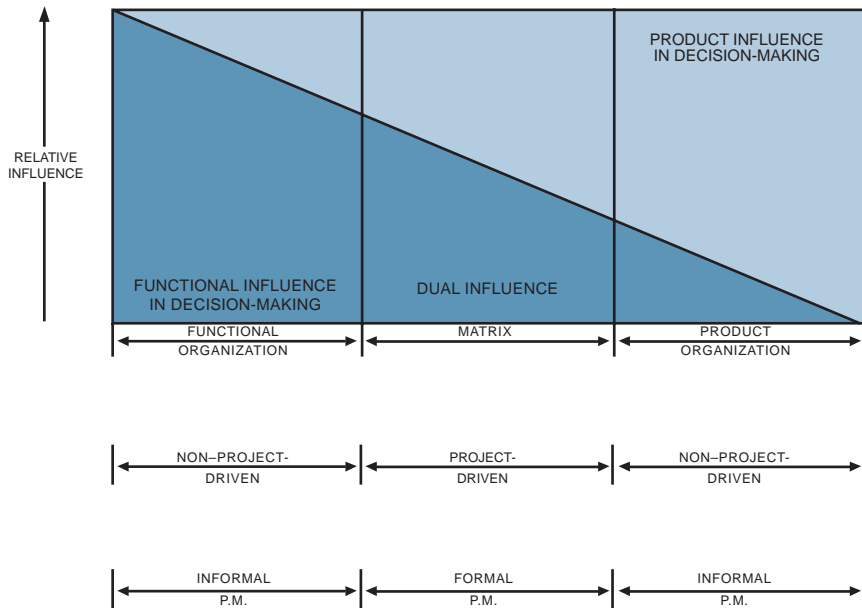 PRODUCT INFLUENCE
IN DECISION-MAKING
RELATIVE
INFLUENCE
FUNCTIONAL INFLUENCE
IN DECISION-MAKING
DUAL INFLUENCE
FUNCTIONAL
ORGANIZATION
MATRIX
PRODUCT
ORGANIZATION
NON–PROJECT-
DRIVEN
PROJECT-
DRIVEN
NON–PROJECT-
DRIVEN
INFORMAL
P.M.
FORMAL
P.M.
INFORMAL
P.M.